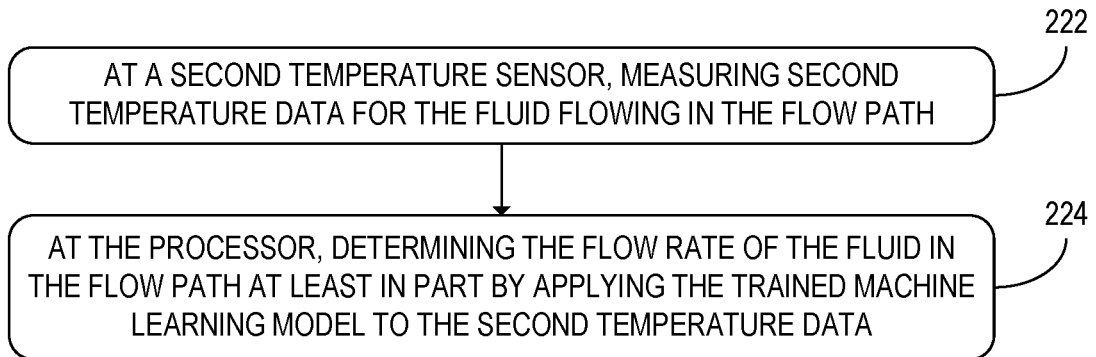 222
AT A SECOND TEMPERATURE SENSOR, MEASURING SECOND
TEMPERATURE DATA FOR THE FLUID FLOWING IN THE FLOW PATH
224
AT THE PROCESSOR, DETERMINING THE FLOW RATE OF THE FLUID IN
THE FLOW PATH AT LEAST IN PART BY APPLYING THE TRAINED MACHINE
LEARNING MODEL TO THE SECOND TEMPERATURE DATA